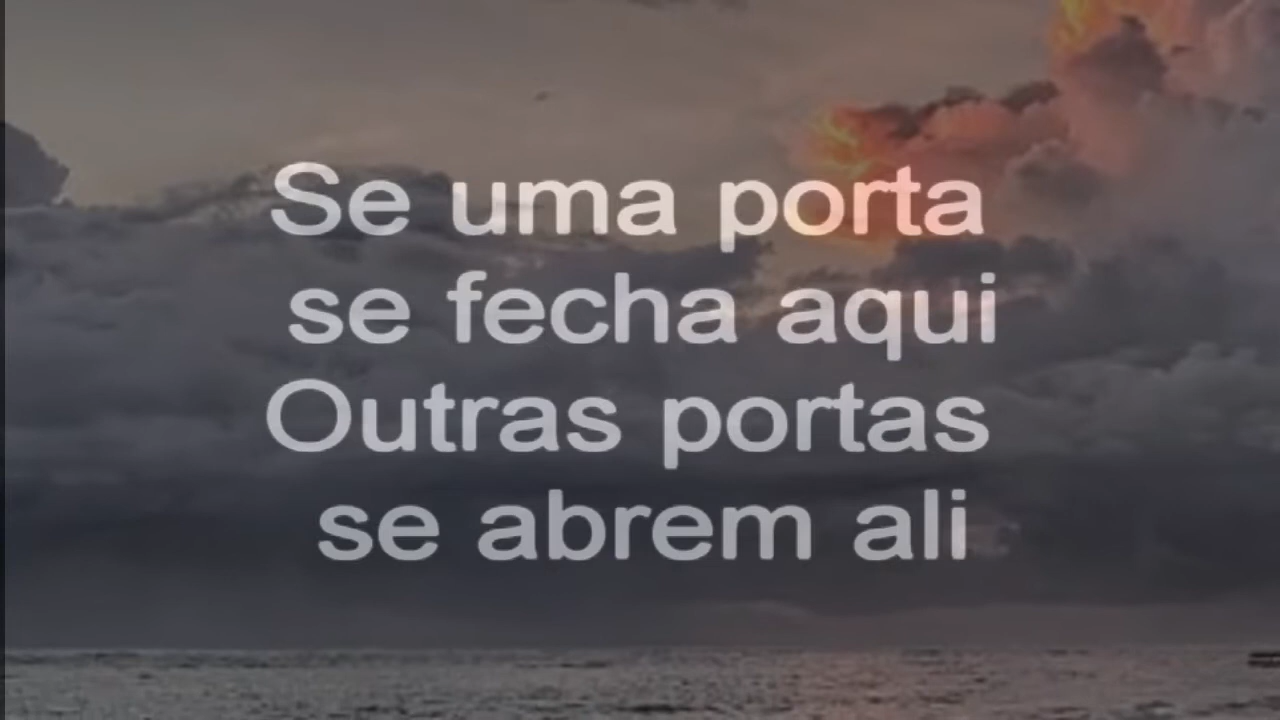 Se uma porta
se fecha aqui
Outras portas
se abrem ali